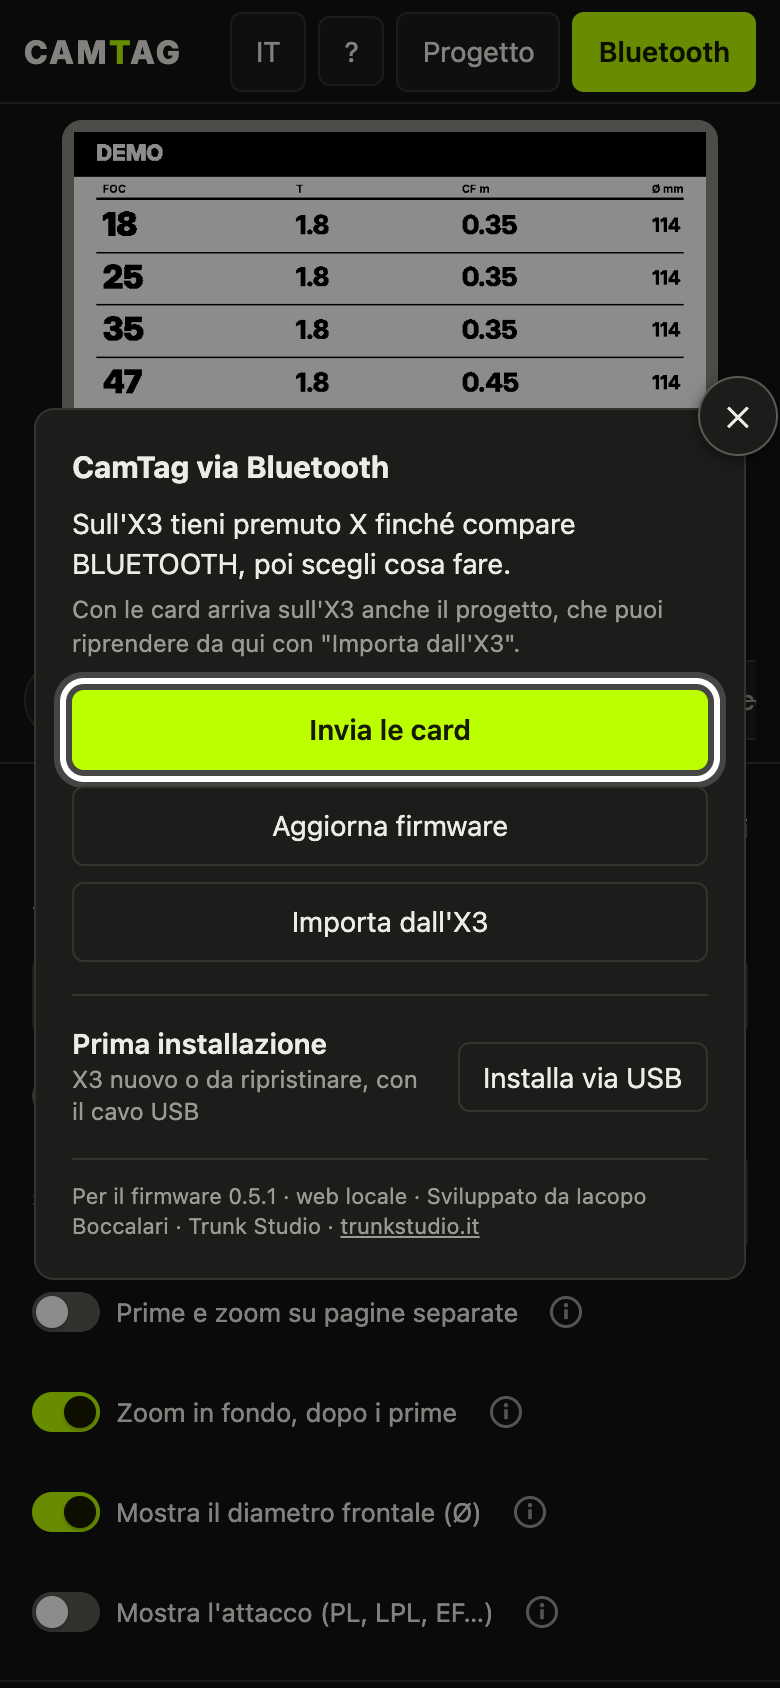 CAMTAG IT ? Progetto Bluetooth
DEMO
FOC T CF m Ø mm
18 1.8 0.35 114
25 1.8 0.35 114
35 1.8 0.35 114
47 1.8 0.45 114
CamTag via Bluetooth
Sull'X3 tieni premuto X finché compare
BLUETOOTH, poi scegli cosa fare.
Con le card arriva sull'X3 anche il progetto, che puoi
riprendere da qui con "Importa dall'X3".
Invia le card
Aggiorna firmware
Importa dall'X3
Prima installazione
X3 nuovo o da ripristinare, con
il cavo USB
Installa via USB
Per il firmware 0.5.1 · web locale · Sviluppato da Iacopo
Boccalari · Trunk Studio · trunkstudio.it
Prime e zoom su pagine separate
Zoom in fondo, dopo i prime
Mostra il diametro frontale (Ø)
Mostra l'attacco (PL, LPL, EF...)